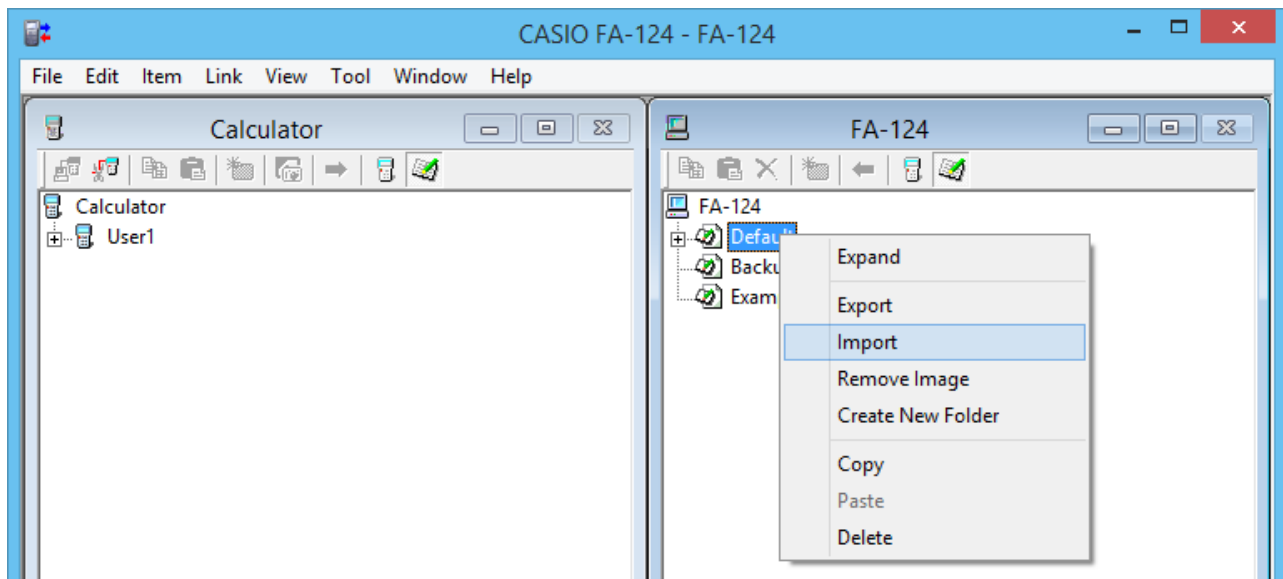 CASIO FA-124 - FA-124
File Edit Item Link View Tool Window Help
Calculator
Calculator
User1
FA-124
FA-124
Defau
Backu
Exam
Expand
Export
Import
Remove Image
Create New Folder
Copy
Paste
Delete